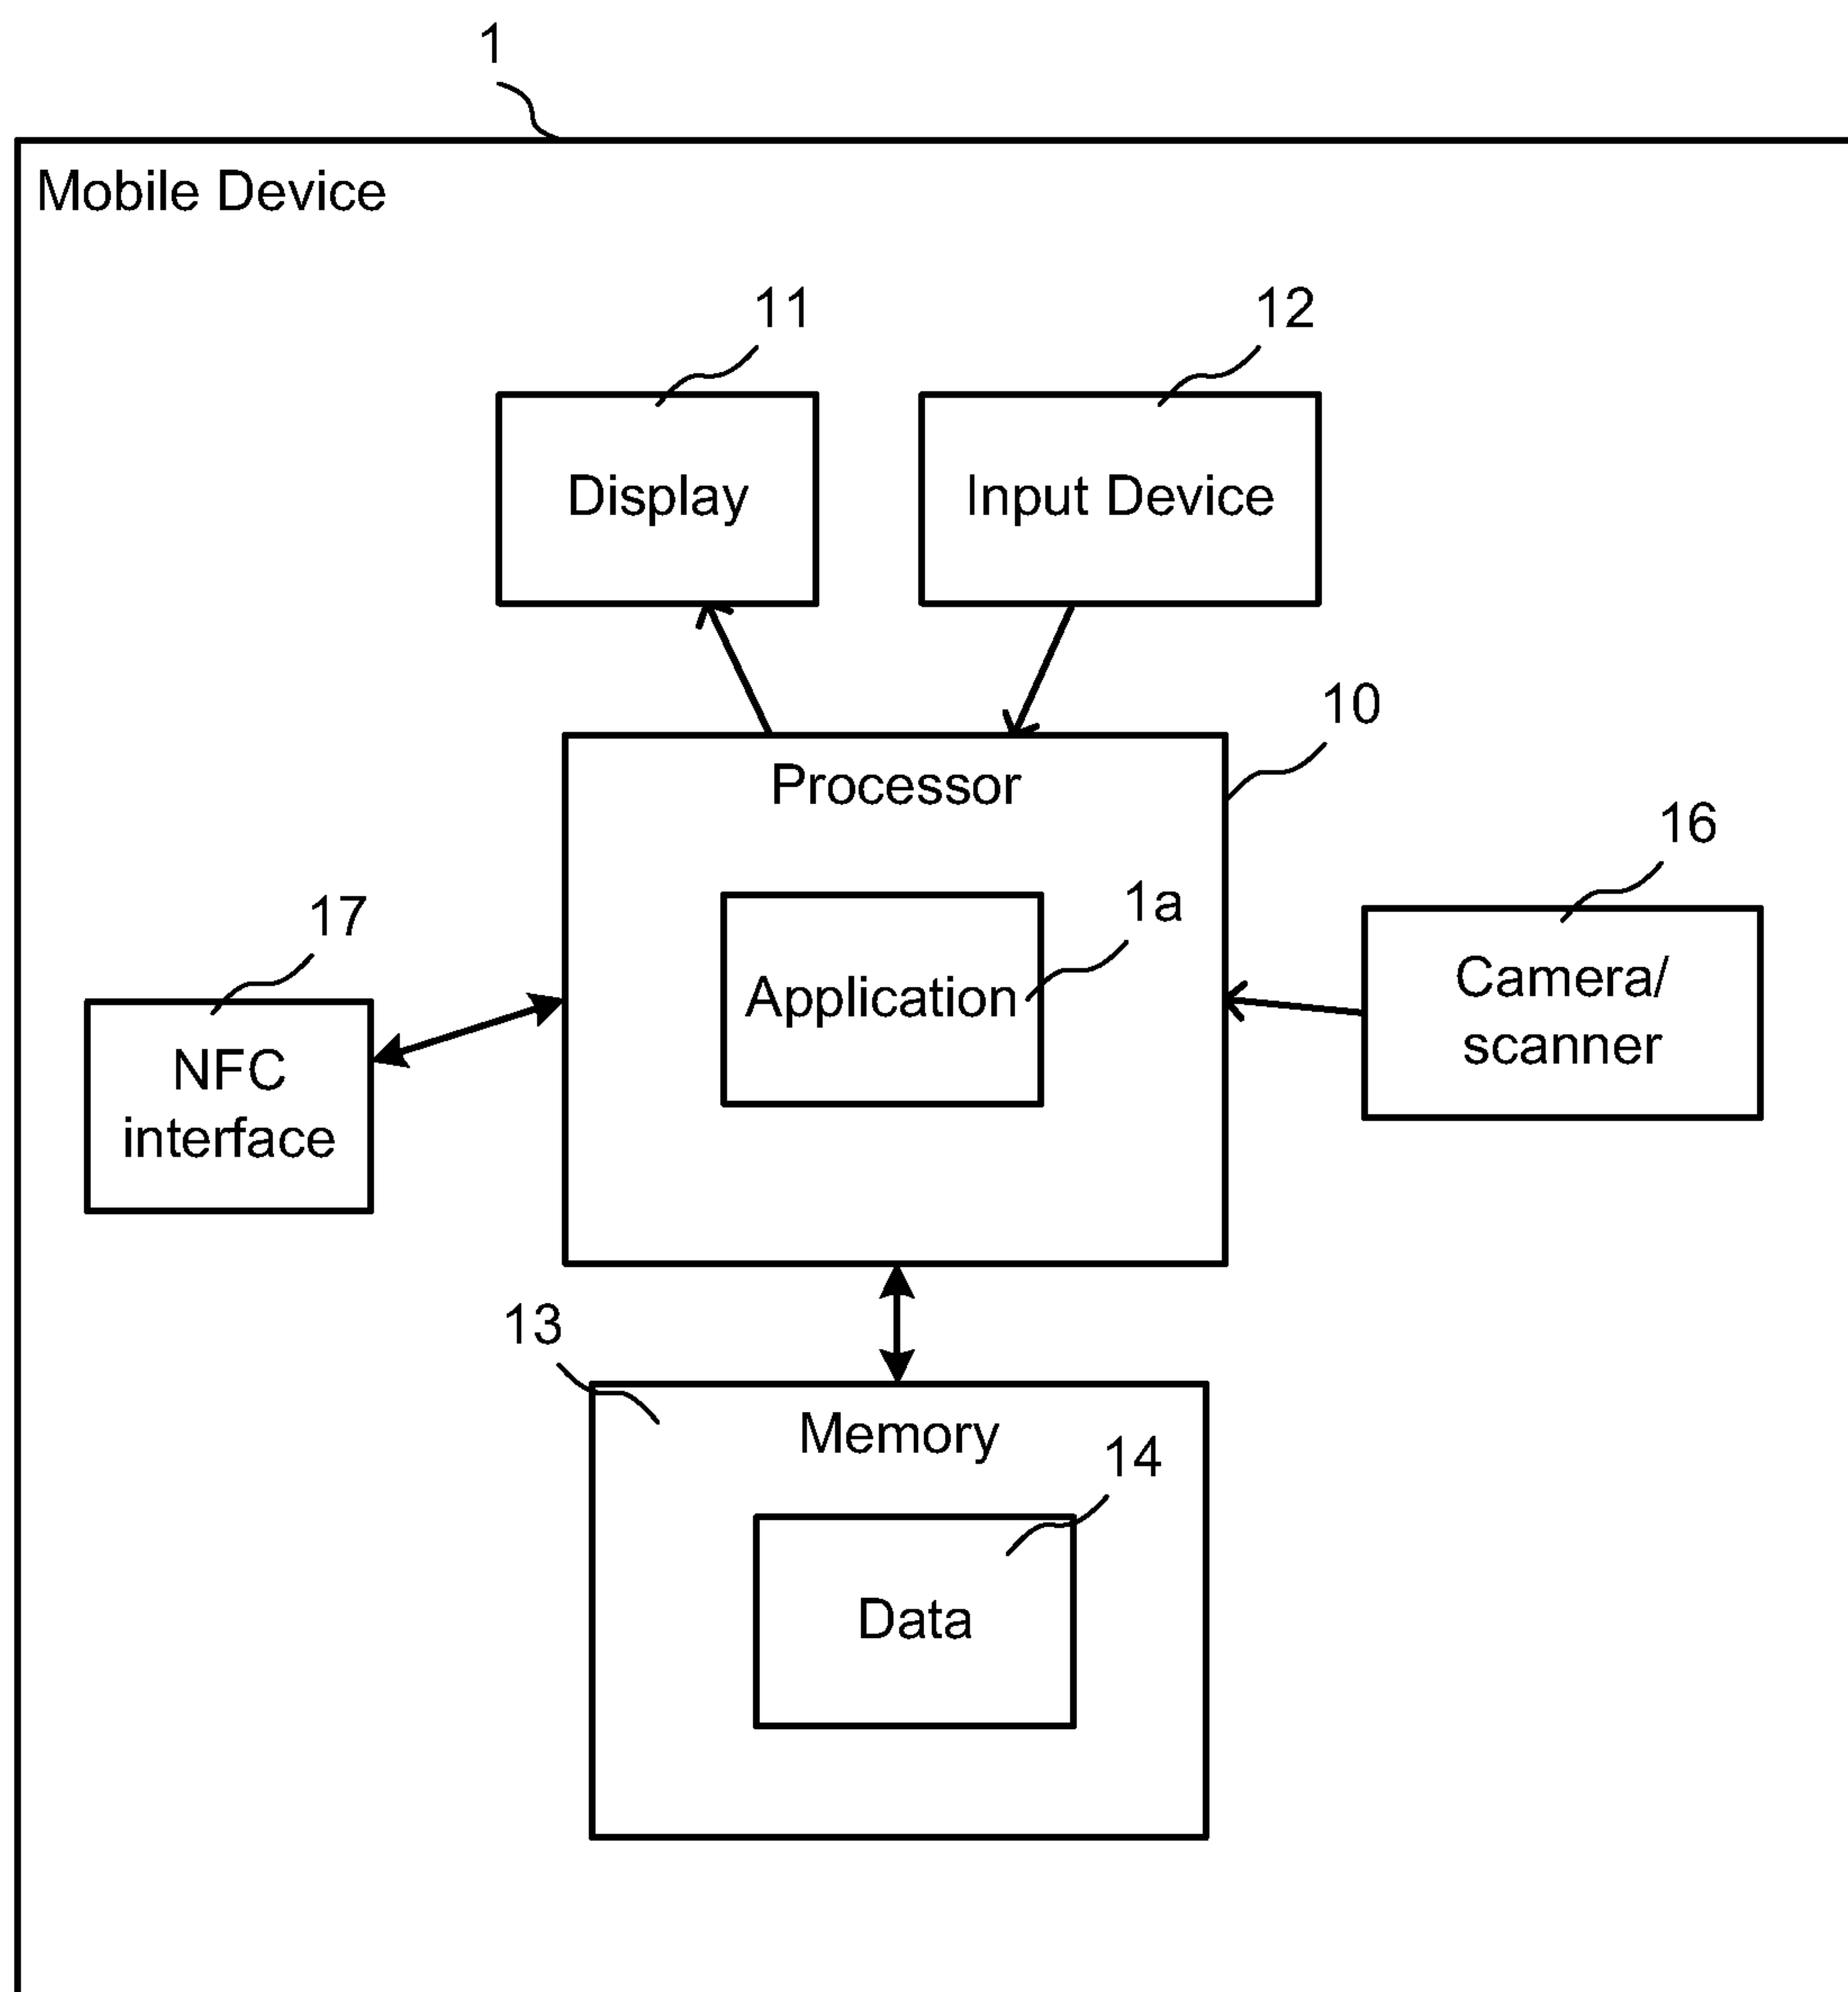 1
Mobile Device
11
12
Display
Input Device
10
Processor
16
1a
17
Application
Camera/
scanner
NFC
interface
13
Memory
14
Data